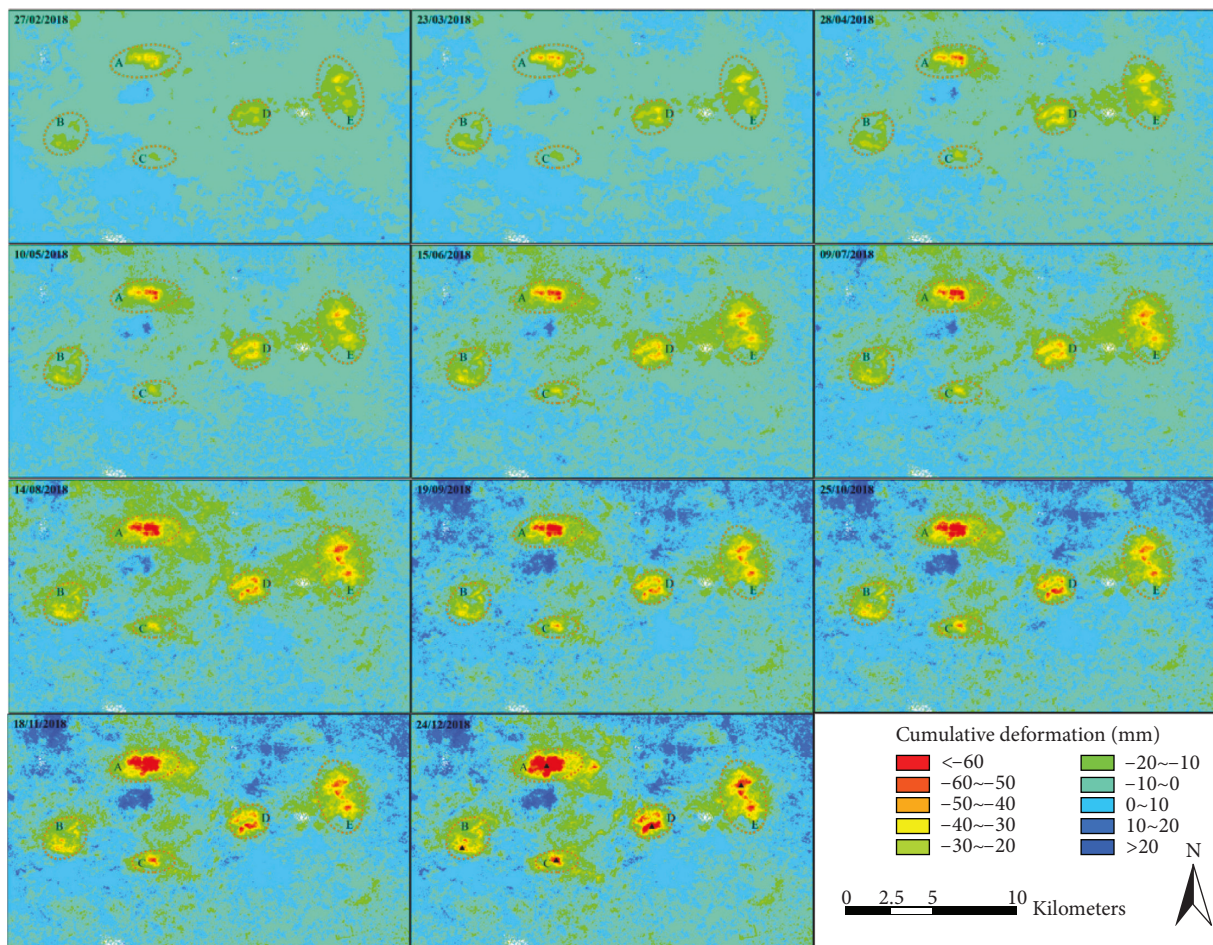 27/02/2018
A
B
C
D
E
23/03/2018
A
B
C
D
E
28/04/2018
A
B
C
D
E
10/05/2018
A
B
C
D
E
15/06/2018
A
B
C
D
E
09/07/2018
A
B
C
D
E
14/08/2018
A
B
C
D
E
19/09/2018
A
B
C
D
E
25/10/2018
A
B
C
D
E
18/11/2018
A
B
C
D
E
24/12/2018
A
B
C
D
E
Cumulative deformation (mm)
<−60
−60~−50
−50~−40
−40~−30
−30~−20
−20~−10
−10~0
0~10
10~20
>20
N
0 2.5 5 10
Kilometers